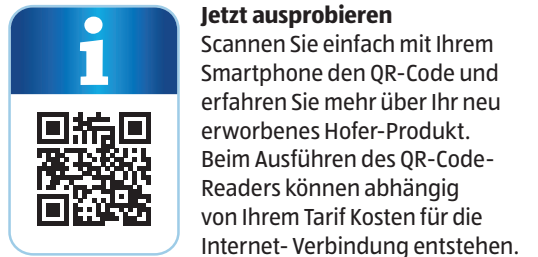 i
Jetzt ausprobieren
Scannen Sie einfach mit Ihrem
Smartphone den QR-Code und
erfahren Sie mehr über Ihr neu
erworbenes Hofer-Produkt.
Beim Ausführen des QR-Code-
Readers können abhängig
von Ihrem Tarif Kosten für die
Internet- Verbindung entstehen.